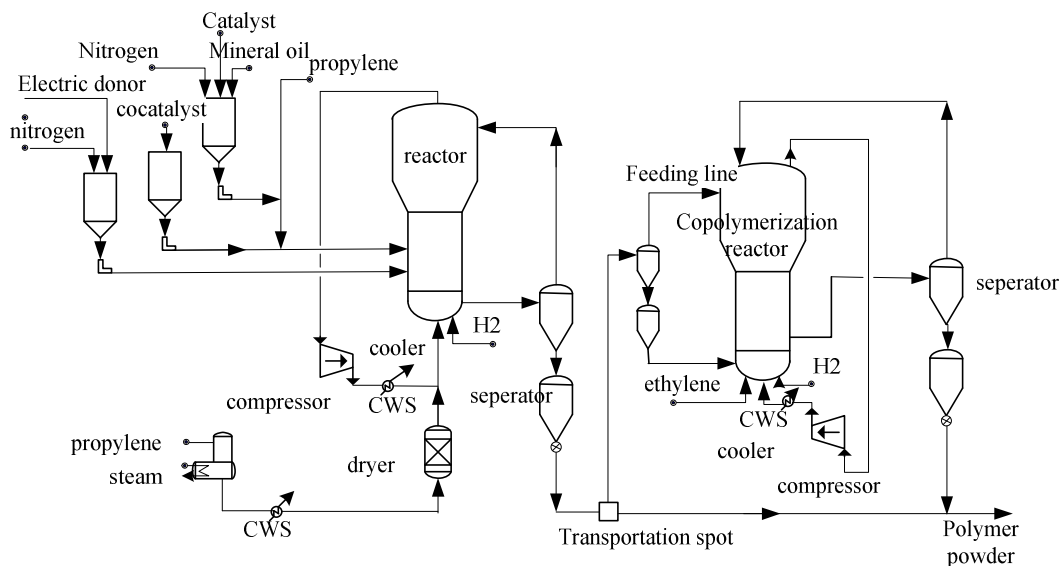 Catalyst
Nitrogen
Mineral oil
propylene
Electric donor
cocatalyst
nitrogen
reactor
Feeding line
Copolymerization
reactor
seperator
H2
cooler
CWS
compressor
seperator
ethylene
H2
CWS
cooler
compressor
propylene
steam
dryer
CWS
Transportation spot
Polymer
powder